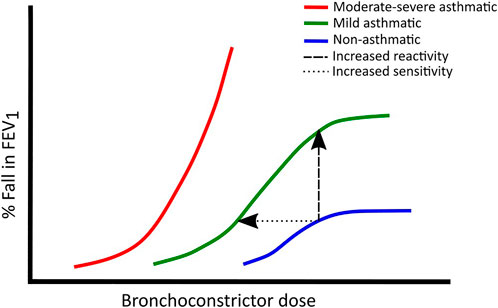 Moderate-severe asthmatic
Mild asthmatic
Non-asthmatic
Increased reactivity
Increased sensitivity
% Fall in FEV1
Bronchoconstrictor dose